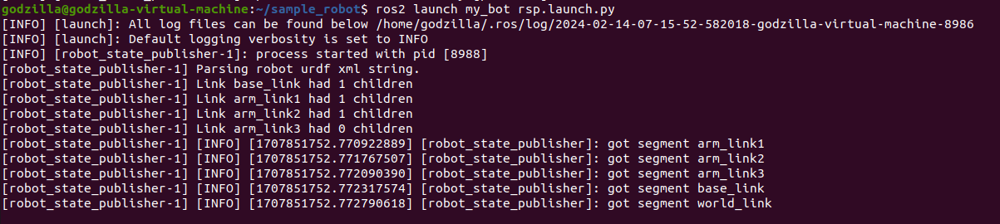 godzilla@godzilla-virtual-machine:~/sample_robot$ ros2 launch my_bot rsp.launch.py
[INFO] [launch]: All log files can be found below /home/godzilla/.ros/log/2024-02-14-07-15-52-582018-godzilla-virtual-machine-8986
[INFO] [launch]: Default logging verbosity is set to INFO
[INFO] [robot_state_publisher-1]: process started with pid [8988]
[robot_state_publisher-1] Parsing robot urdf xml string.
[robot_state_publisher-1] Link base_link had 1 children
[robot_state_publisher-1] Link arm_link1 had 1 children
[robot_state_publisher-1] Link arm_link2 had 1 children
[robot_state_publisher-1] Link arm_link3 had 0 children
[robot_state_publisher-1] [INFO] [1707851752.770922889] [robot_state_publisher]: got segment arm_link1
[robot_state_publisher-1] [INFO] [1707851752.771767507] [robot_state_publisher]: got segment arm_link2
[robot_state_publisher-1] [INFO] [1707851752.772090390] [robot_state_publisher]: got segment arm_link3
[robot_state_publisher-1] [INFO] [1707851752.772317574] [robot_state_publisher]: got segment base_link
[robot_state_publisher-1] [INFO] [1707851752.772790618] [robot_state_publisher]: got segment world_link